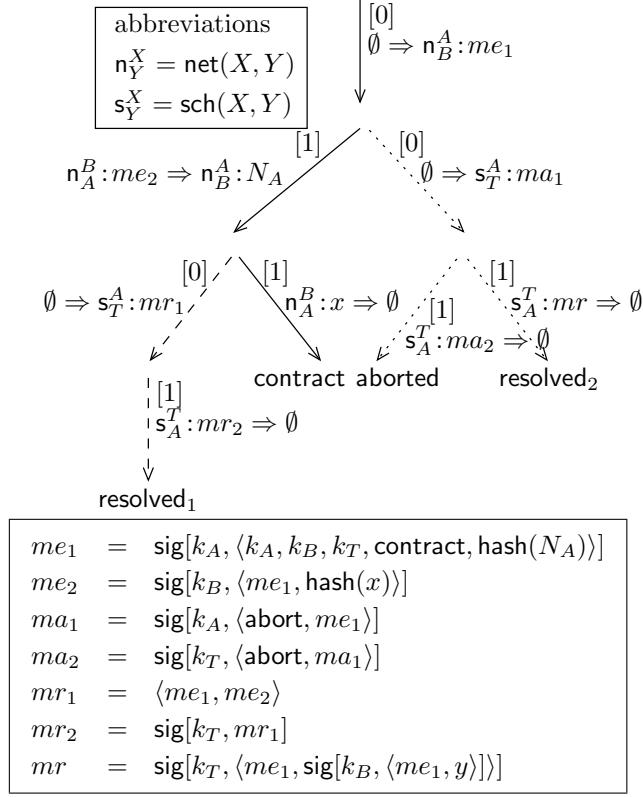 abbreviations
n^X_Y = net(X, Y)
s^X_Y = sch(X, Y)
[0]
∅ ⇒ n^A_B : me_1
[1]
n^B_A : me_2 ⇒ n^A_B : N_A
[0]
∅ ⇒ s^A_T : ma_1
[0]
∅ ⇒ s^A_T : mr_1
[1]
n^B_A : x ⇒ ∅
[1]
s^T_A : ma_2 ⇒ ∅
[1]
s^T_A : mr ⇒ ∅
contract aborted resolved_2
[1]
s^T_A : mr_2 ⇒ ∅
resolved_1
me_1 = sig[k_A, ⟨k_A, k_B, k_T, contract, hash(N_A)⟩]
me_2 = sig[k_B, ⟨me_1, hash(x)⟩]
ma_1 = sig[k_A, ⟨abort, me_1⟩]
ma_2 = sig[k_T, ⟨abort, ma_1⟩]
mr_1 = ⟨me_1, me_2⟩
mr_2 = sig[k_T, mr_1]
mr = sig[k_T, ⟨me_1, sig[k_B, ⟨me_1, y⟩]⟩]